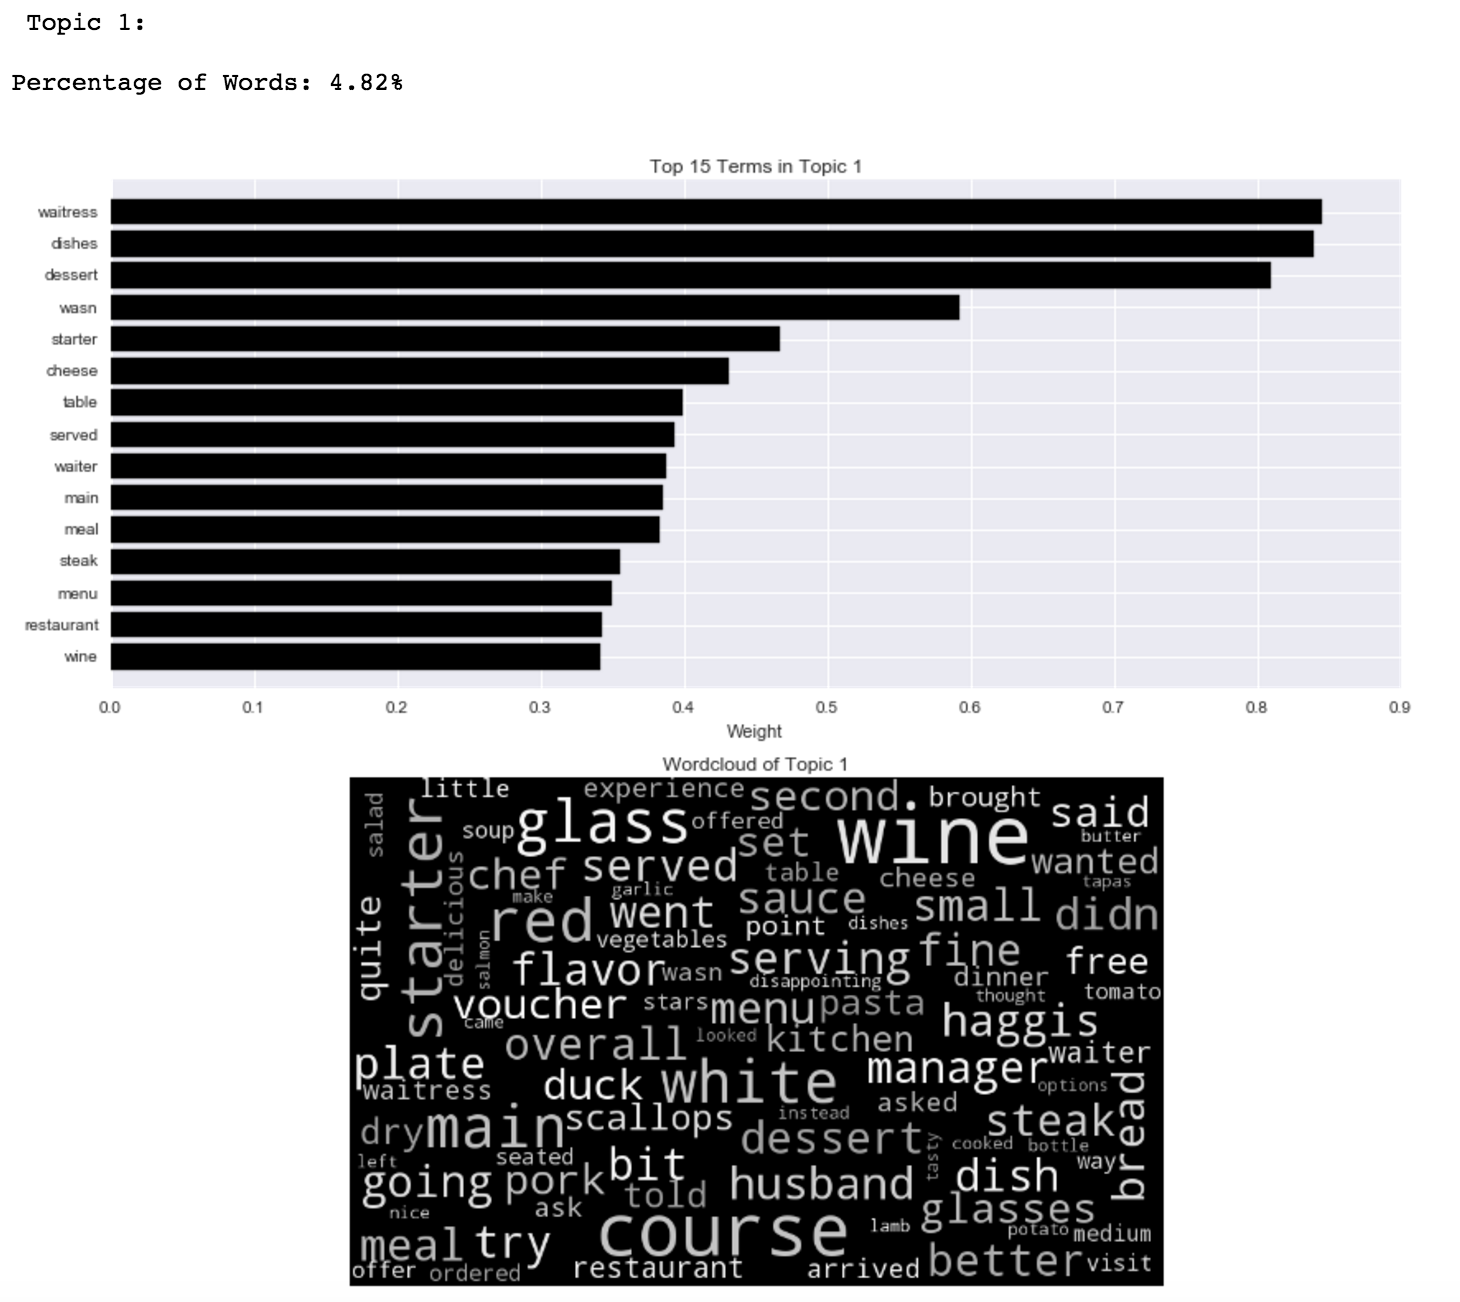 Topic 1:
Percentage of Words: 4.82%
Top 15 Terms in Topic 1
waitress
dishes
dessert
wasn
starter
cheese
table
served
waiter
main
meal
steak
menu
restaurant
wine
0.0 0.1 0.2 0.3 0.4 0.5 0.6 0.7 0.8 0.9
Weight
Wordcloud of Topic 1
little experience second. brought said
salad soup glass offered set wine butter
starter chef served table cheese wanted
delicious make garlic sauce tapas
quite red went point dishes small didn
salmon vegetables
flavor wasn serving fine dinner free
disappointing thought tomato
voucher stars menu pasta haggis
came overall looked kitchen
plate duck white manager waiter
waitress options bread
dry main scallops instead asked steak
left seated dessert tasty cooked bottle way
going pork bit husband dish
nice ask told glasses
meal try course lamb potato medium
offer ordered restaurant arrived better visit